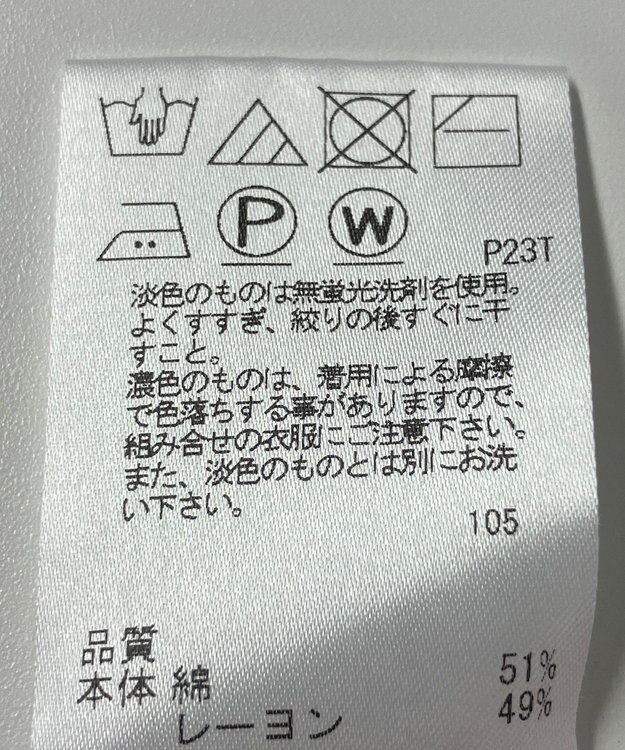 P W P23T
淡色のものは無蛍光洗剤を使用。
よくすすぎ、絞りの後すぐに干
すこと。
濃色のものは、着用による摩擦
で色落ちする事がありますので、
組み合せの衣服にご注意下さい。
また、淡色のものとは別にお洗
い下さい。
105
品質
本体 綿 51%
レーヨン 49%